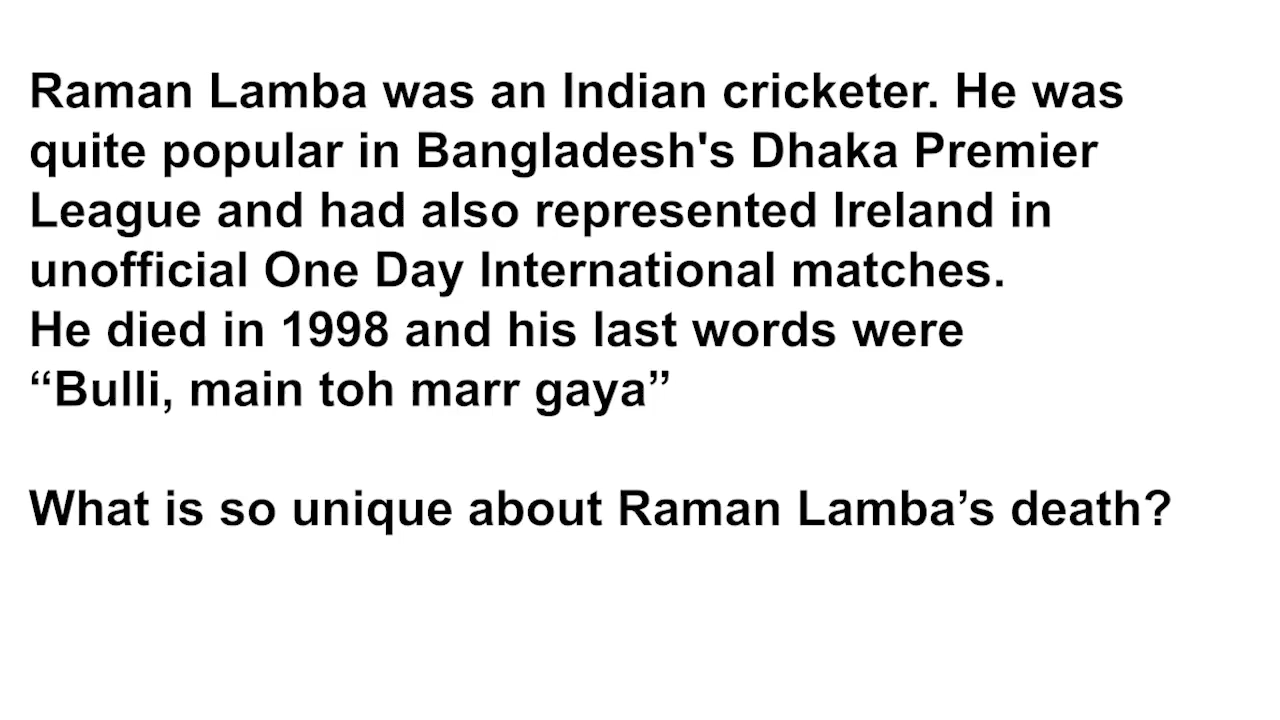 Raman Lamba was an Indian cricketer. He was
quite popular in Bangladesh's Dhaka Premier
League and had also represented Ireland in
unofficial One Day International matches.
He died in 1998 and his last words were
“Bulli, main toh marr gaya”
What is so unique about Raman Lamba’s death?